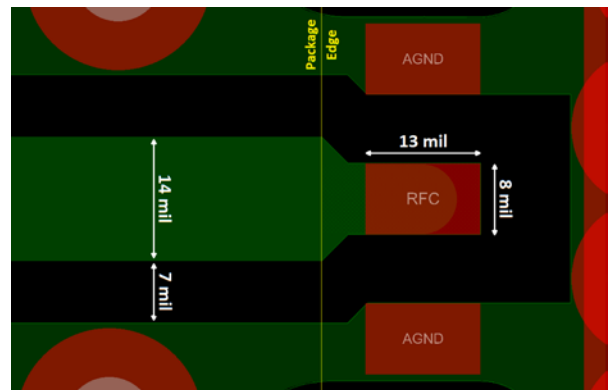 Package
Edge
AGND
13 mil
14 mil
RFC
8 mil
7 mil
AGND